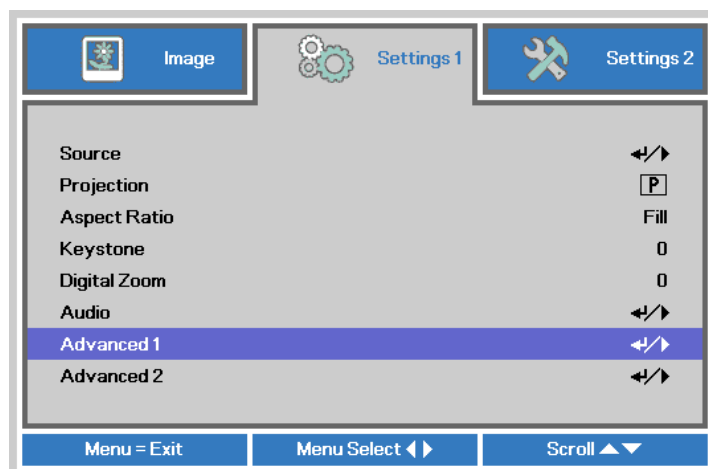 Image Settings 1 Settings 2
Source ↵/▶
Projection P
Aspect Ratio Fill
Keystone 0
Digital Zoom 0
Audio ↵/▶
Advanced 1 ↵/▶
Advanced 2 ↵/▶
Menu = Exit Menu Select ◀ ▶ Scroll ▲▼